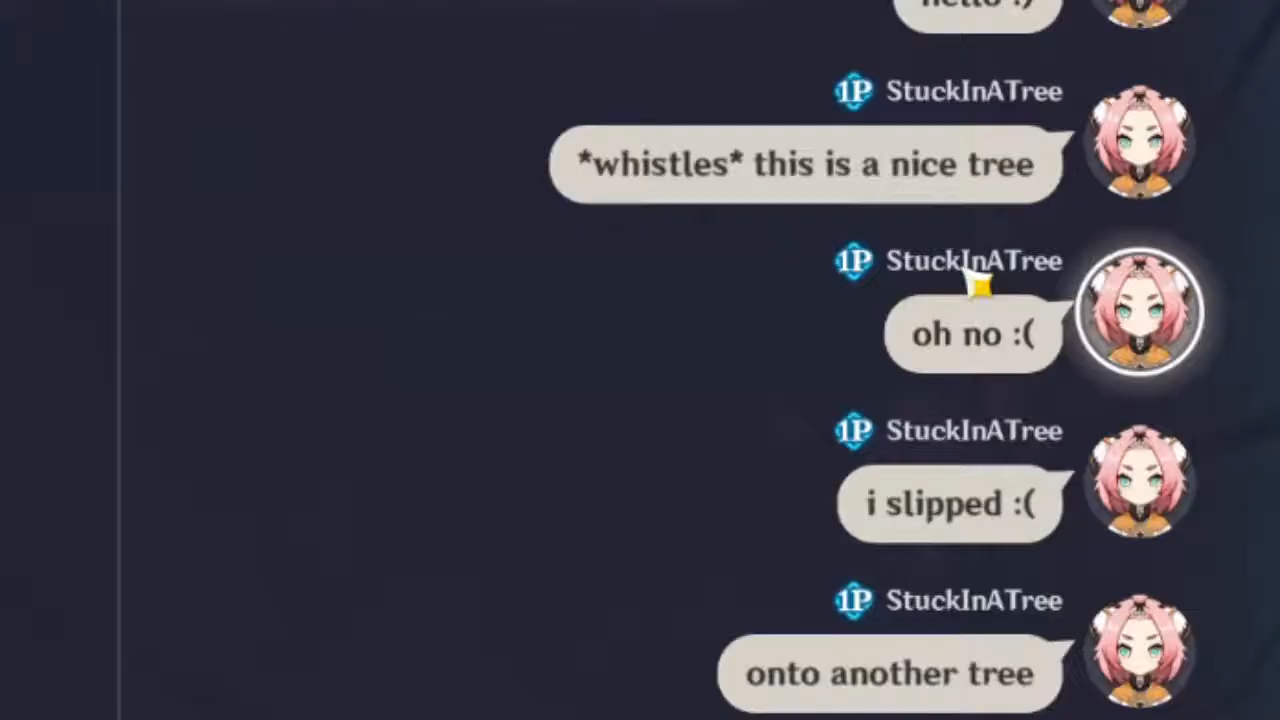 hello :)
1P StuckInATree
*whistles* this is a nice tree
1P StuckInATree
oh no :(
1P StuckInATree
i slipped :(
1P StuckInATree
onto another tree